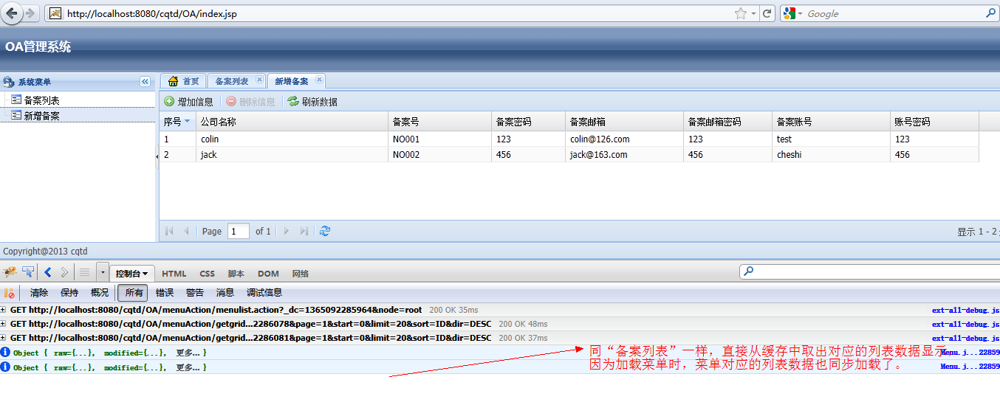 http://localhost:8080/cqtd/OA/index.jsp
Google
OA管理系统
系统菜单
备案列表
新增备案
首页 备案列表 新增备案
增加信息 删除信息 刷新数据
序号 公司名称 备案号 备案密码 备案邮箱 备案邮箱密码 备案账号 账号密码
1 colin NO001 123 colin@126.com 123 test 123
2 jack NO002 456 jack@163.com 456 cheshi 456
Page 1 of 1 显示 1 - 2
Copyright@2013 cqtd
控制台 HTML CSS 脚本 DOM 网络
清除 保持 概况 所有 错误 警告 消息 调试信息
GET http://localhost:8080/cqtd/OA/menuAction/menulist.action?_dc=1365092285964&node=root 200 OK 35ms ext-all-debug.js
GET http://localhost:8080/cqtd/OA/menuAction/getgrid...2286078&page=1&start=0&limit=20&sort=ID&dir=DESC 200 OK 48ms ext-all-debug.js
GET http://localhost:8080/cqtd/OA/menuAction/getgrid...2286081&page=1&start=0&limit=20&sort=ID&dir=DESC 200 OK 37ms ext-all-debug.js
Object { raw={...}, modified={...}, 更多...} Menu.j...22859
Object { raw={...}, modified={...}, 更多...} Menu.j...22859
同“备案列表”一样，直接从缓存中取出对应的列表数据显示，
因为加载菜单时，菜单对应的列表数据也同步加载了。